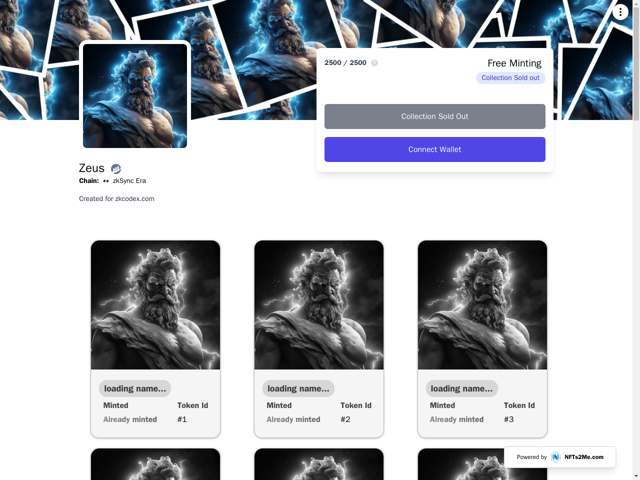 2500 / 2500
Free Minting
Collection Sold out
Collection Sold Out
Connect Wallet
Zeus
Chain: zkSync Era
Created for zkcodex.com
loading name... loading name... loading name...
Minted Token Id Minted Token Id Minted Token Id
Already minted #1 Already minted #2 Already minted #3
Powered by NFTs2Me.com